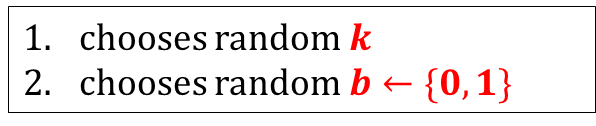 1. chooses random k
2. chooses random b ← {0, 1}